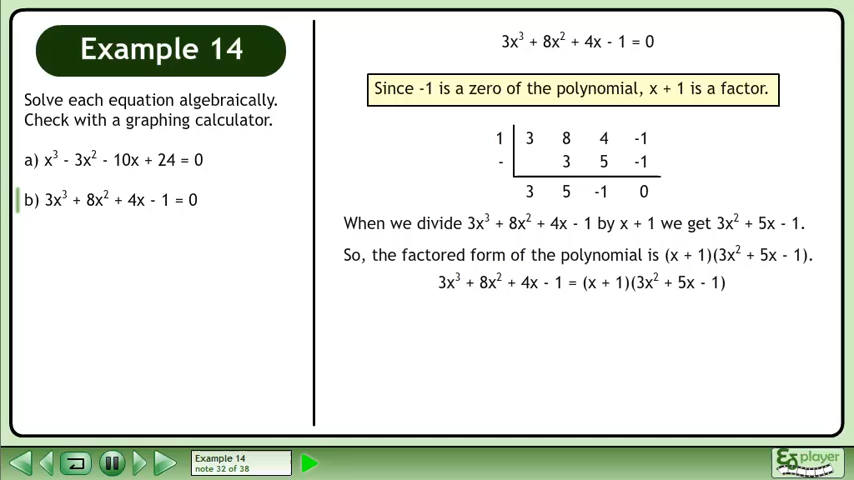 Example 14
Solve each equation algebraically.
Check with a graphing calculator.
a) x³ - 3x² - 10x + 24 = 0
b) 3x³ + 8x² + 4x - 1 = 0
3x³ + 8x² + 4x - 1 = 0
Since -1 is a zero of the polynomial, x + 1 is a factor.
1 3 8 4 -1
- 3 5 -1
3 5 -1 0
When we divide 3x³ + 8x² + 4x - 1 by x + 1 we get 3x² + 5x - 1.
So, the factored form of the polynomial is (x + 1)(3x² + 5x - 1).
3x³ + 8x² + 4x - 1 = (x + 1)(3x² + 5x - 1)
Example 14
note 32 of 38
player